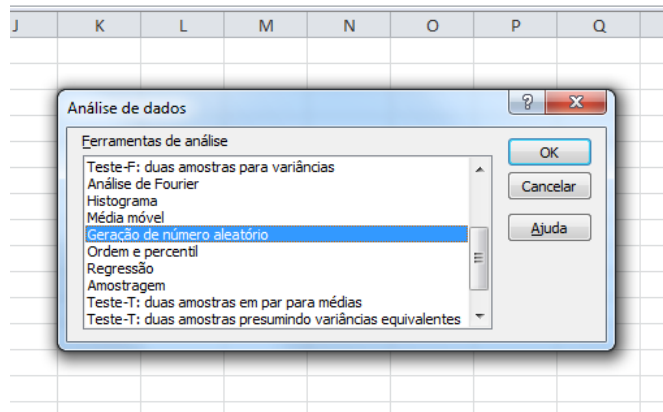 J K L M N O P Q
Análise de dados
Ferramentas de análise
Teste-F: duas amostras para variâncias
Análise de Fourier
Histograma
Média móvel
Geração de número aleatório
Ordem e percentil
Regressão
Amostragem
Teste-T: duas amostras em par para médias
Teste-T: duas amostras presumindo variâncias equivalentes
?
OK
Cancelar
Ajuda